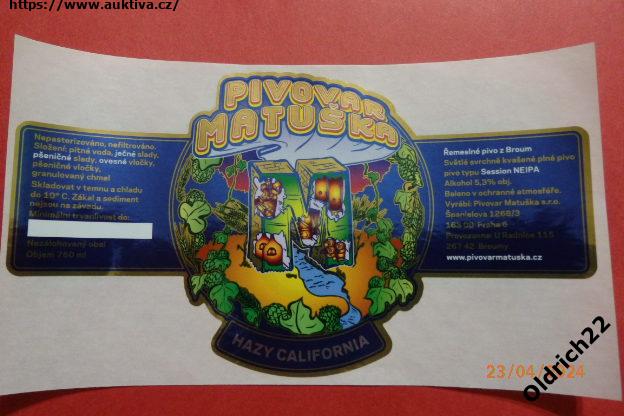 https://www.auktiva.cz/
PIVOVAR
MATUŠKA
M
HAZY CALIFORNIA
Nepasterizováno, nefiltrováno.
Složení: pitná voda, ječné slady,
pšeničné slady, ovesné vločky,
pšeničné vločky,
granulovaný chmel
Skladovat v temnu a chladu
do 10° C. Zákal a sediment
nejsou na závadu.
Minimální trvanlivost do:
Nezálohovaný obal
Objem 750 ml
Řemeslné pivo z Broum
Světlé svrchně kvašené plné pivo
pivo typu Session NEIPA
Alkohol 5,3% obj.
Baleno v ochranné atmosféře.
Vyrábí: Pivovar Matuška s.r.o.
Španielova 1268/3
163 00 Praha 6
Provozovna: U Radnice 115
267 42 Broumy
www.pivovarmatuska.cz
23/04/2024
Oldrich22